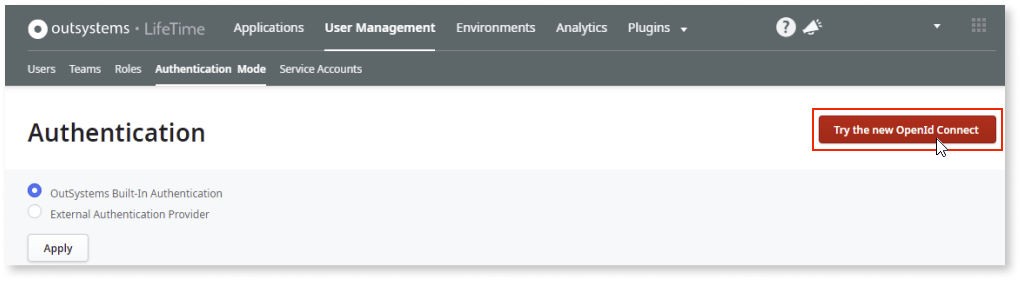 outsystems · LifeTime Applications User Management Environments Analytics Plugins ?
Users Teams Roles Authentication Mode Service Accounts
Authentication
Try the new OpenId Connect
OutSystems Built-In Authentication
External Authentication Provider
Apply